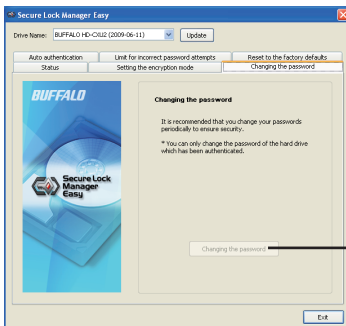 Secure Lock Manager Easy
Drive Name: BUFFALO HD-CXU2 (2009-06-11) Update
Auto authentication Limit for incorrect password attempts Reset to the factory defaults
Status Setting the encryption mode Changing the password
BUFFALO
Secure Lock
Manager
Easy
Changing the password
It is recommended that you change your passwords
periodically to ensure security.
* You can only change the password of the hard drive
which has been authenticated.
Changing the password
Exit